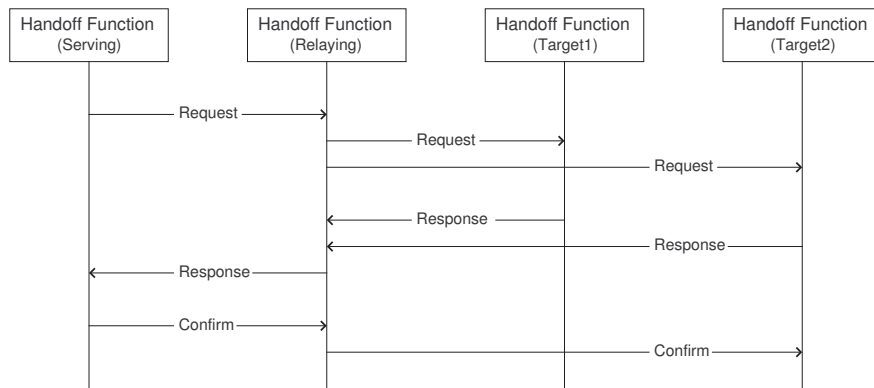 Handoff Function
(Serving)
Handoff Function
(Relaying)
Handoff Function
(Target1)
Handoff Function
(Target2)
Request
Request
Request
Response
Response
Response
Confirm
Confirm